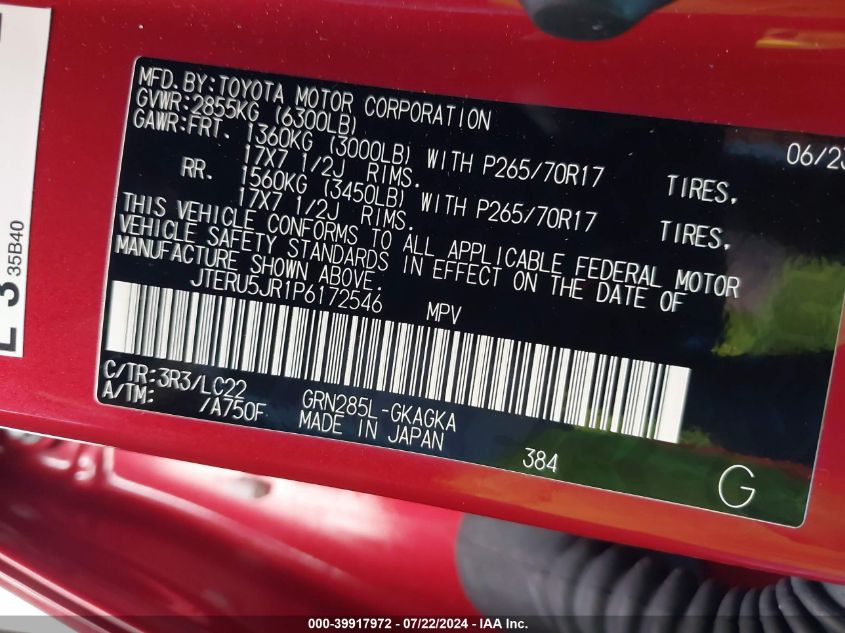 MFD.BY:TOYOTA MOTOR CORPORATION 06/23
GVWR:2855KG (6300LB)
GAWR:FRT. 1360KG (3000LB) WITH P265/70R17 TIRES,
17X7 1/2J RIMS.
RR. 1560KG (3450LB) WITH P265/70R17 TIRES,
17X7 1/2J RIMS.
THIS VEHICLE CONFORMS TO ALL APPLICABLE FEDERAL MOTOR
VEHICLE SAFETY STANDARDS IN EFFECT ON THE DATE OF
MANUFACTURE SHOWN ABOVE.
JTERU5JR1P6172546 MPV
C/TR:3R3/LC22 GRN285L-GKAGKA
A/TM: /A750F MADE IN JAPAN
384
G
35B40
000-39917972 - 07/22/2024 - IAA Inc.